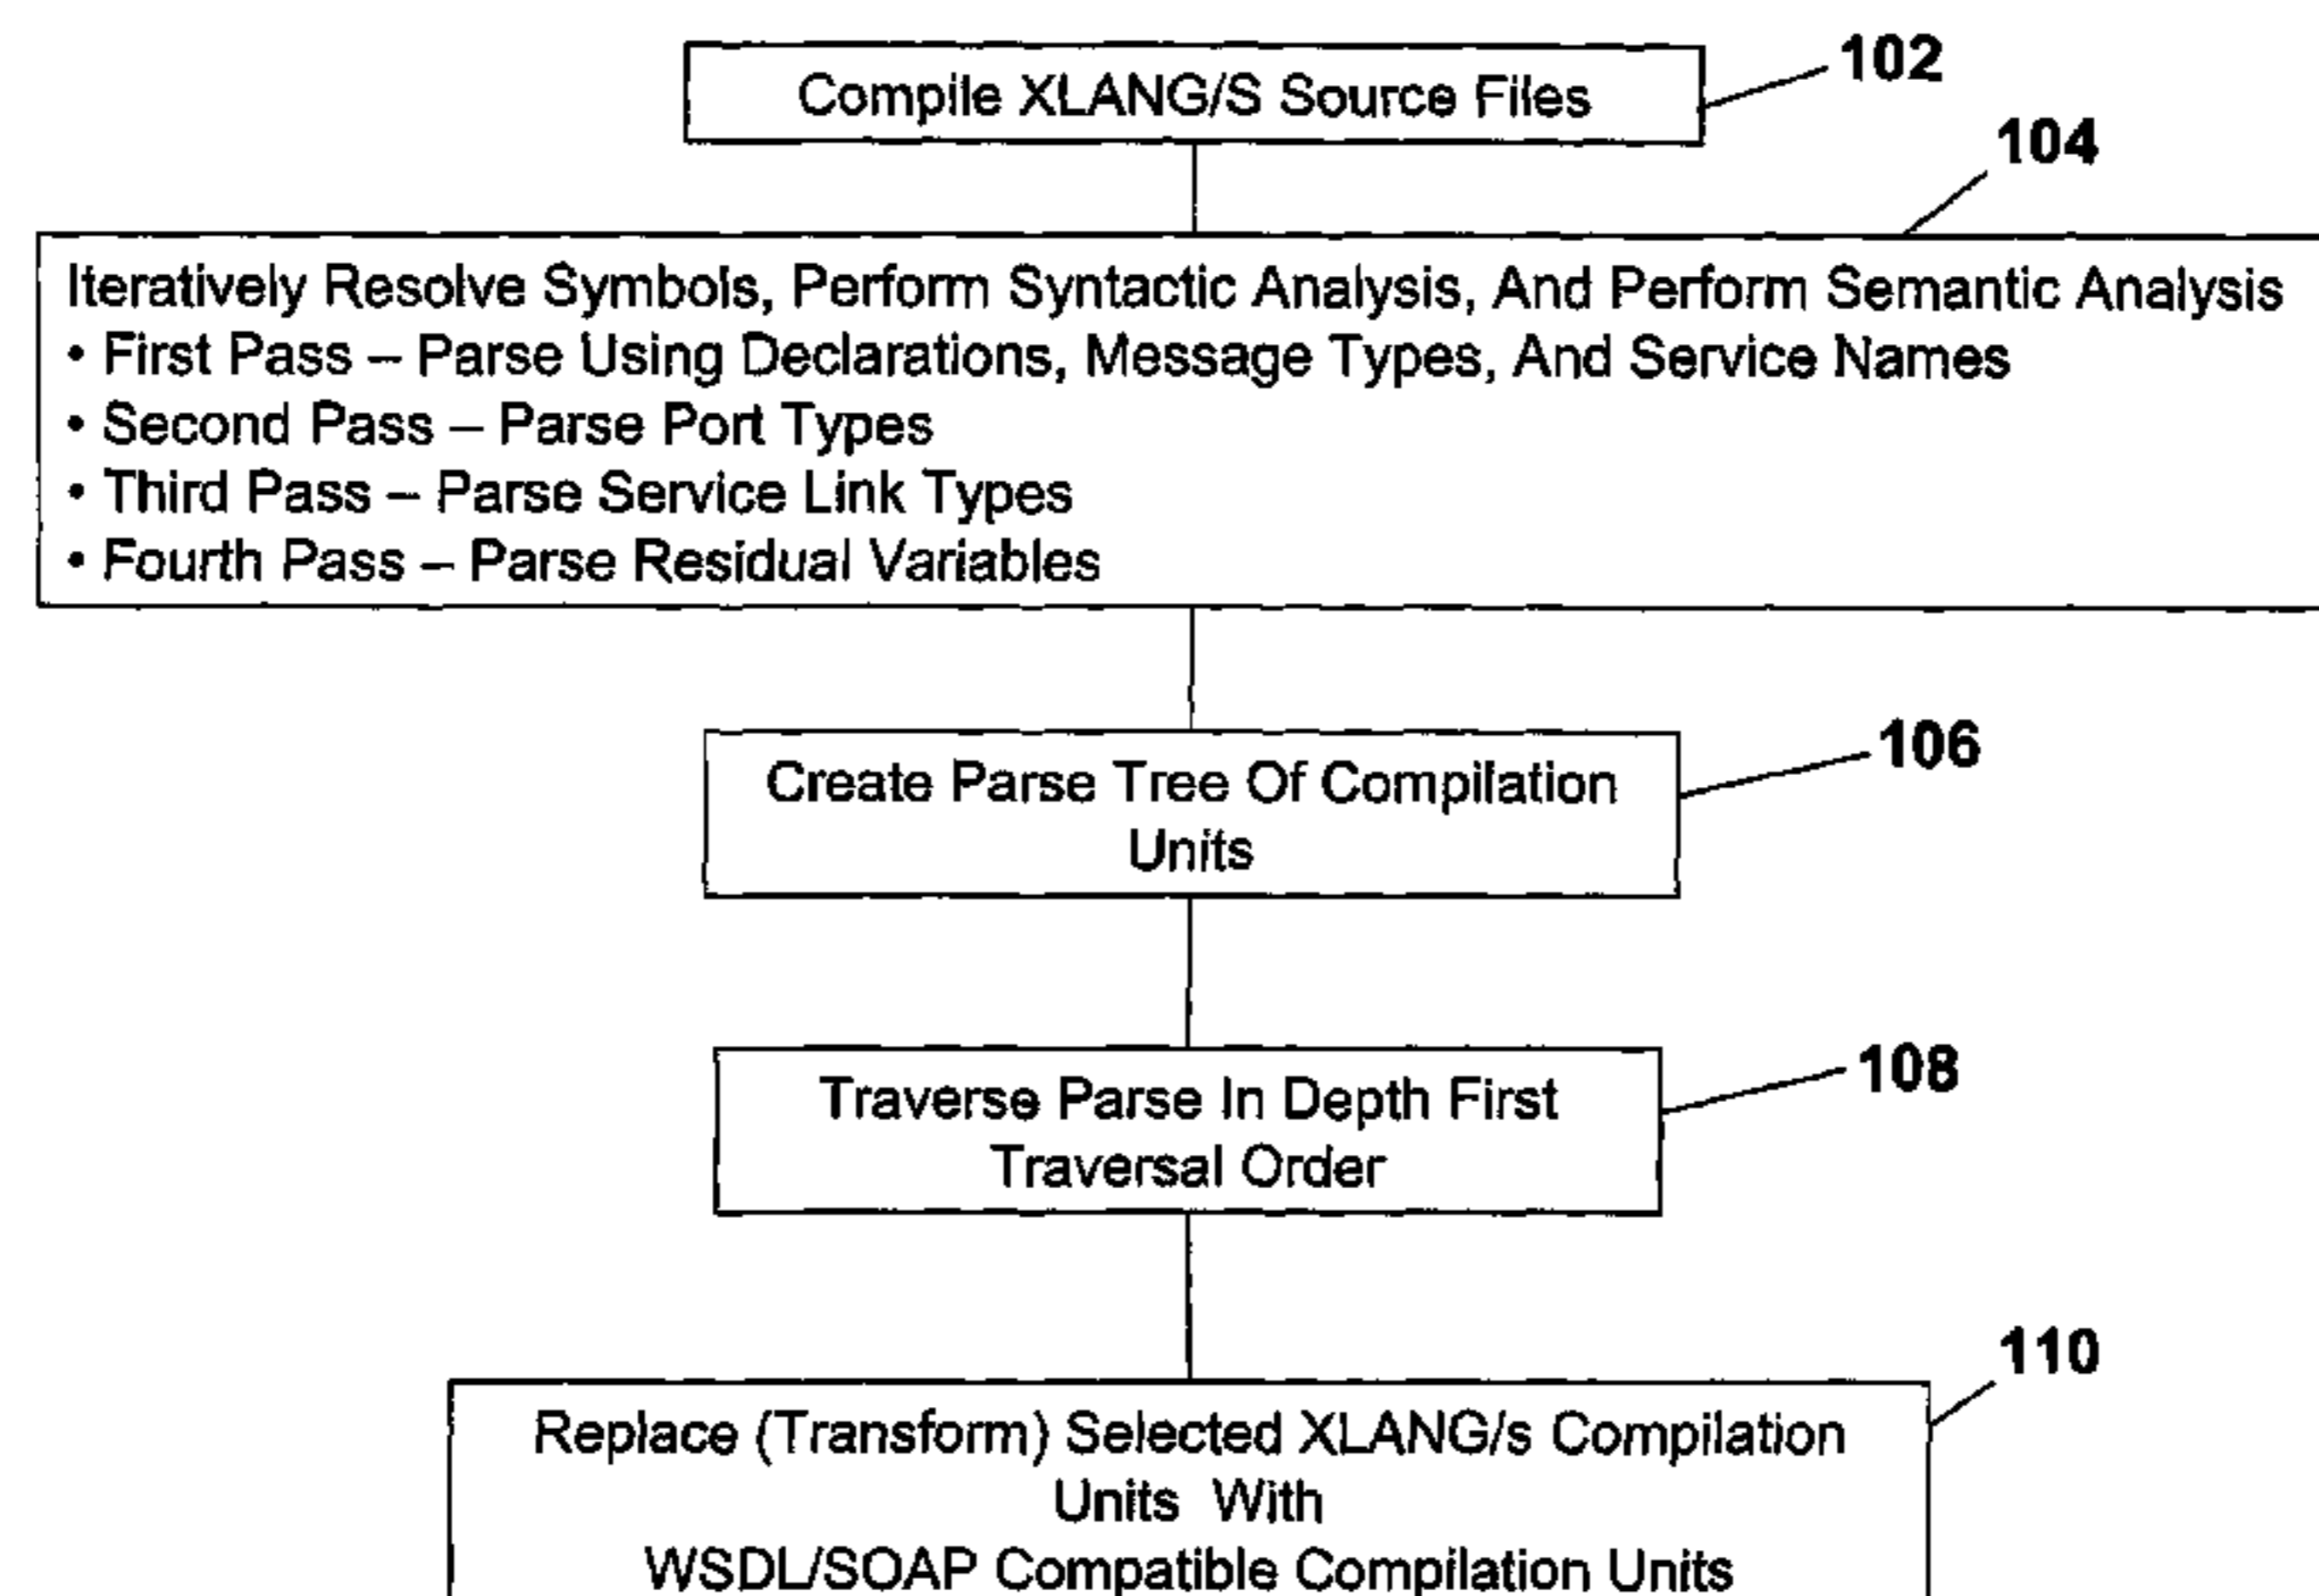 Compile XLANG/S Source Files
102
104
Iteratively Resolve Symbols, Perform Syntactic Analysis, And Perform Semantic Analysis
• First Pass – Parse Using Declarations, Message Types, And Service Names
• Second Pass – Parse Port Types
• Third Pass – Parse Service Link Types
• Fourth Pass – Parse Residual Variables
106
Create Parse Tree Of Compilation
Units
108
Traverse Parse In Depth First
Traversal Order
110
Replace (Transform) Selected XLANG/s Compilation
Units With
WSDL/SOAP Compatible Compilation Units